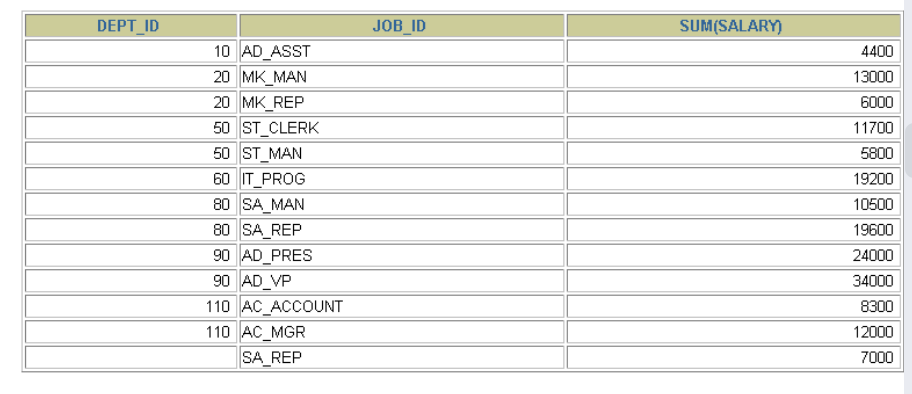 DEPT_ID JOB_ID SUM(SALARY)
10 AD_ASST 4400
20 MK_MAN 13000
20 MK_REP 6000
50 ST_CLERK 11700
50 ST_MAN 5800
60 IT_PROG 19200
80 SA_MAN 10500
80 SA_REP 19600
90 AD_PRES 24000
90 AD_VP 34000
110 AC_ACCOUNT 8300
110 AC_MGR 12000
SA_REP 7000